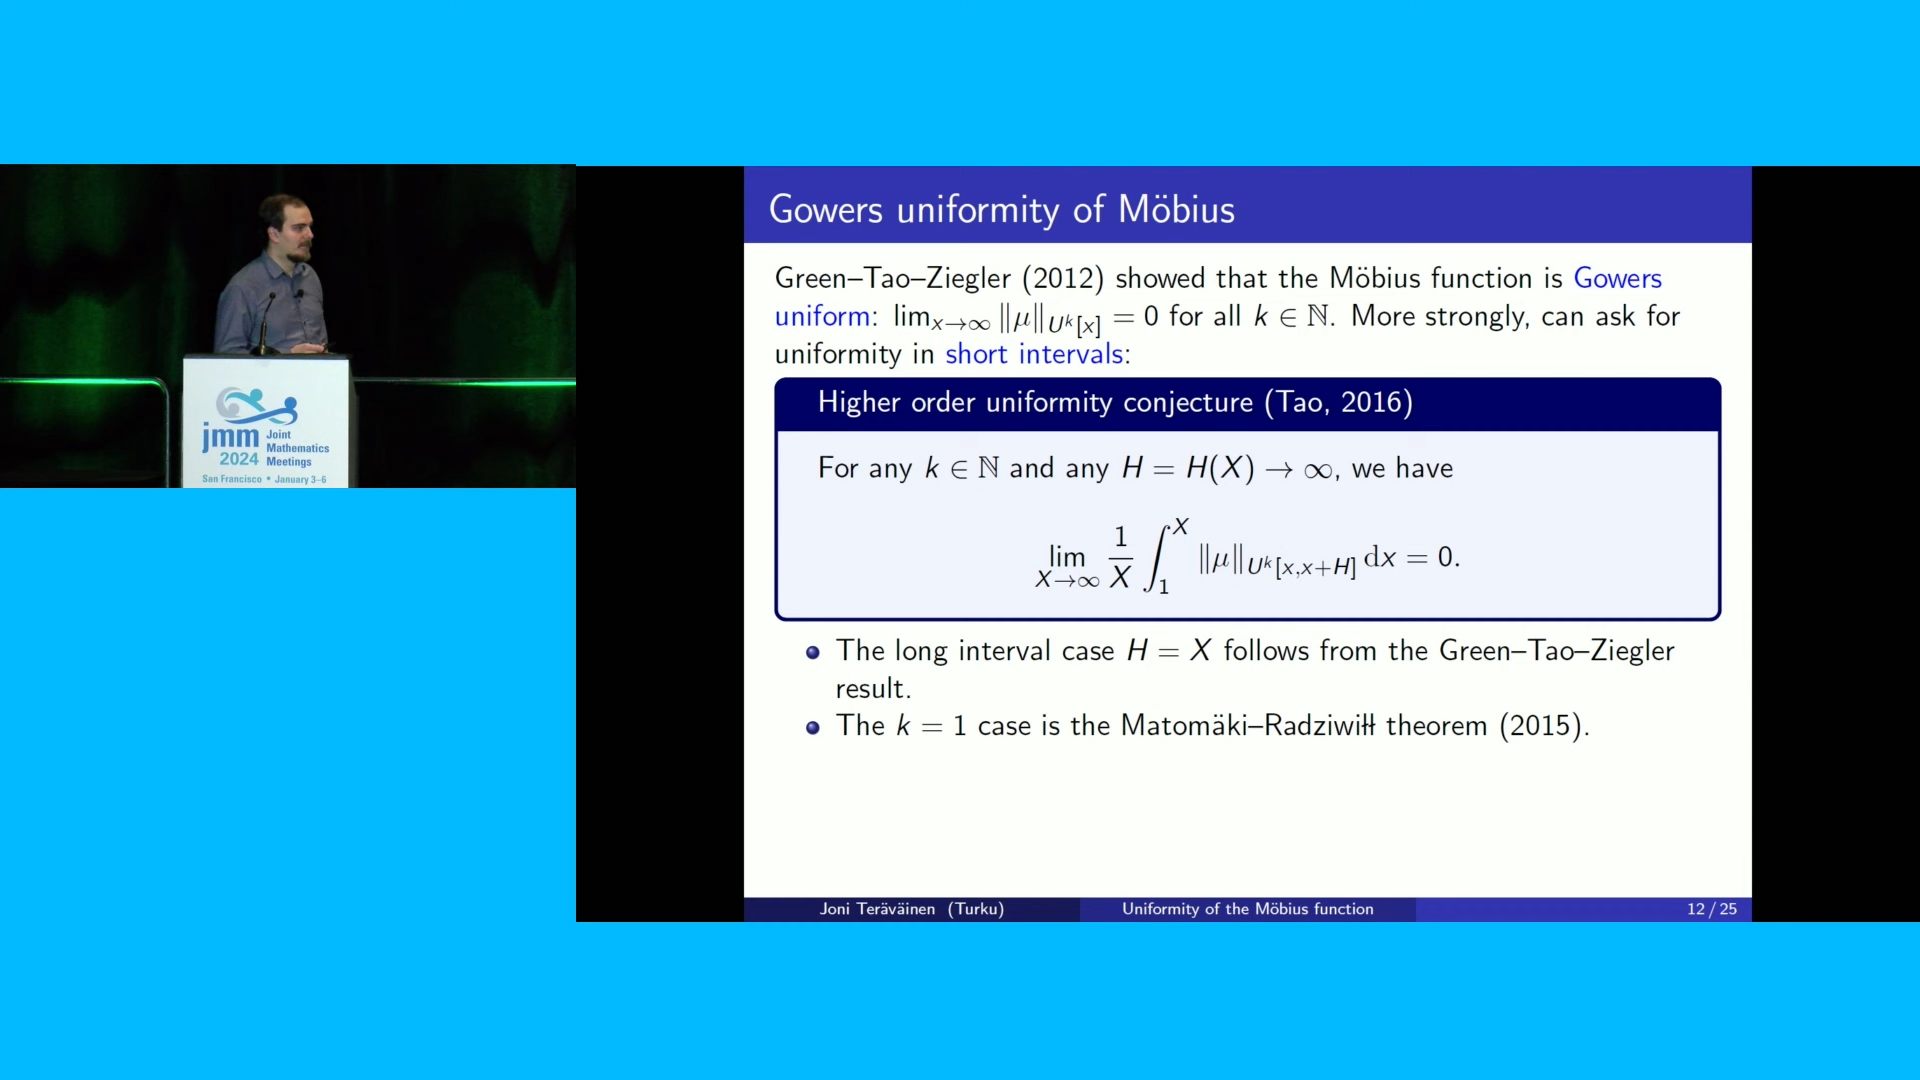 jmm Joint
Mathematics
2024 Meetings
San Francisco • January 3–6
Gowers uniformity of Möbius
Green–Tao–Ziegler (2012) showed that the Möbius function is Gowers
uniform: lim_{x→∞} ‖μ‖_{U^k[x]} = 0 for all k ∈ ℕ. More strongly, can ask for
uniformity in short intervals:
Higher order uniformity conjecture (Tao, 2016)
For any k ∈ ℕ and any H = H(X) → ∞, we have
lim_{X→∞} 1/X ∫_1^X ‖μ‖_{U^k[x,x+H]} dx = 0.
• The long interval case H = X follows from the Green–Tao–Ziegler
result.
• The k = 1 case is the Matomäki–Radziwiłł theorem (2015).
Joni Teräväinen (Turku) Uniformity of the Möbius function 12 / 25